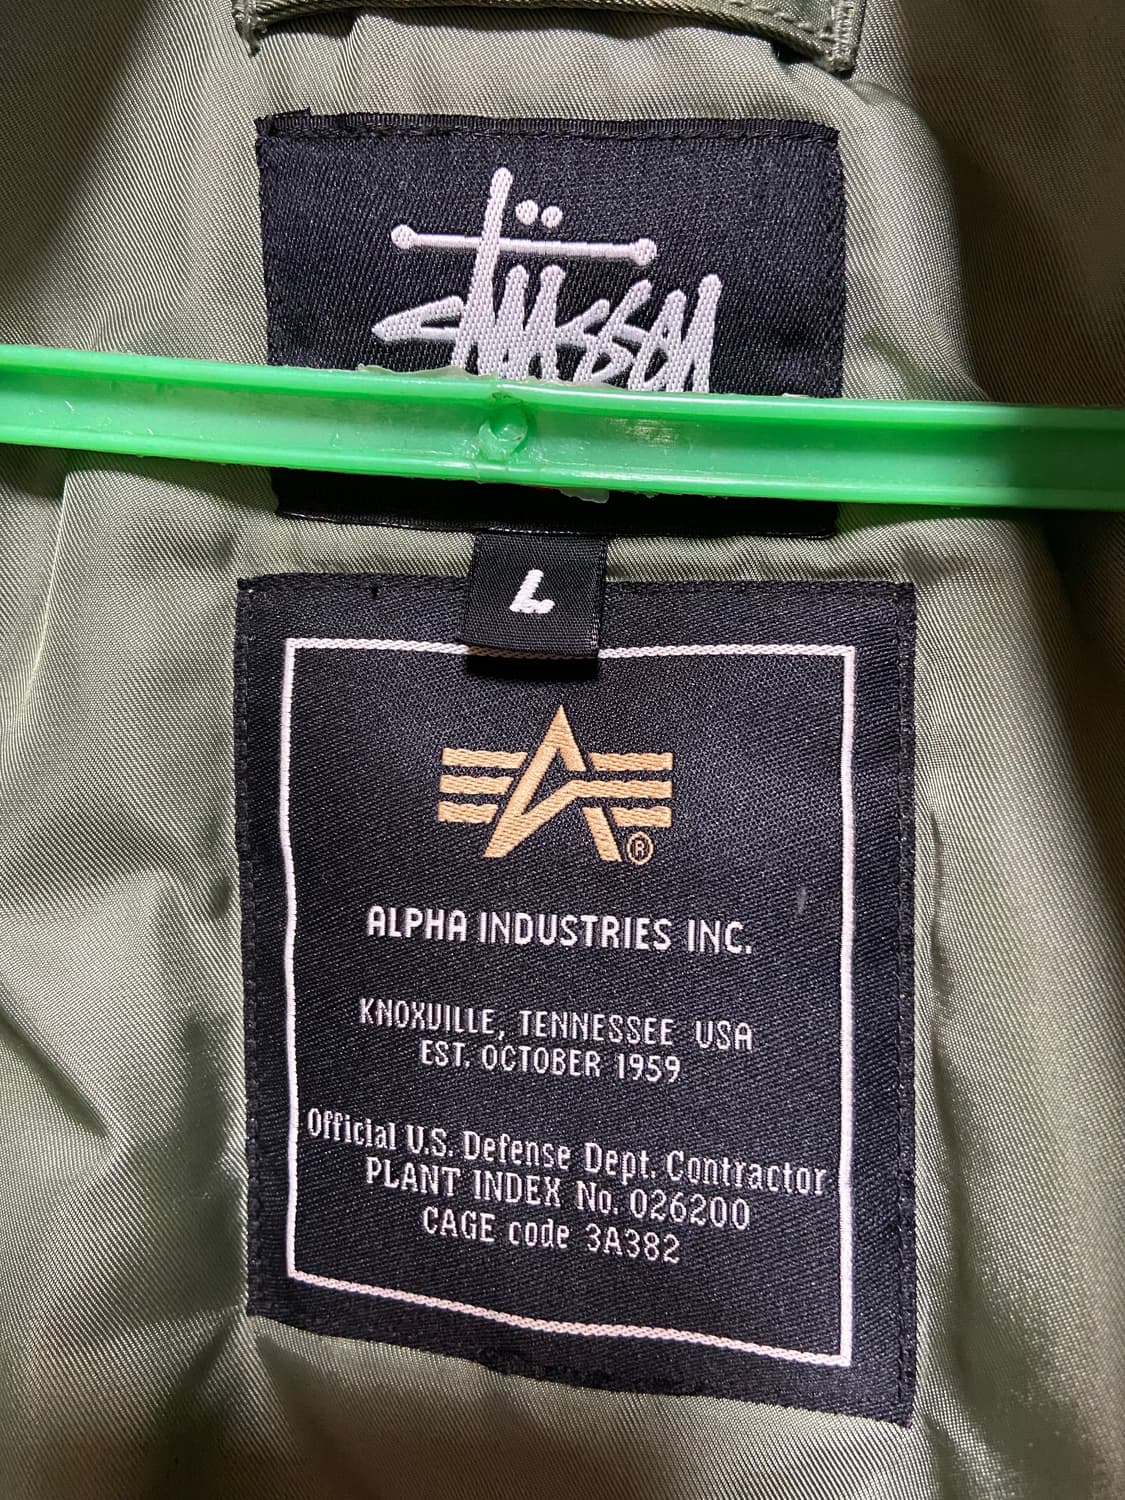 Stüssy
L
ALPHA INDUSTRIES INC.
KNOXVILLE, TENNESSEE USA
EST. OCTOBER 1959
Official U.S. Defense Dept. Contractor
PLANT INDEX No. 026200
CAGE code 3A382